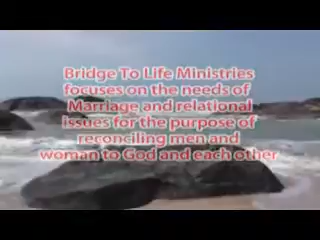 Bridge To Life Ministries
focuses on the needs of
Marriage and relational
issues for the purpose of
reconciling men and
woman to God and each other